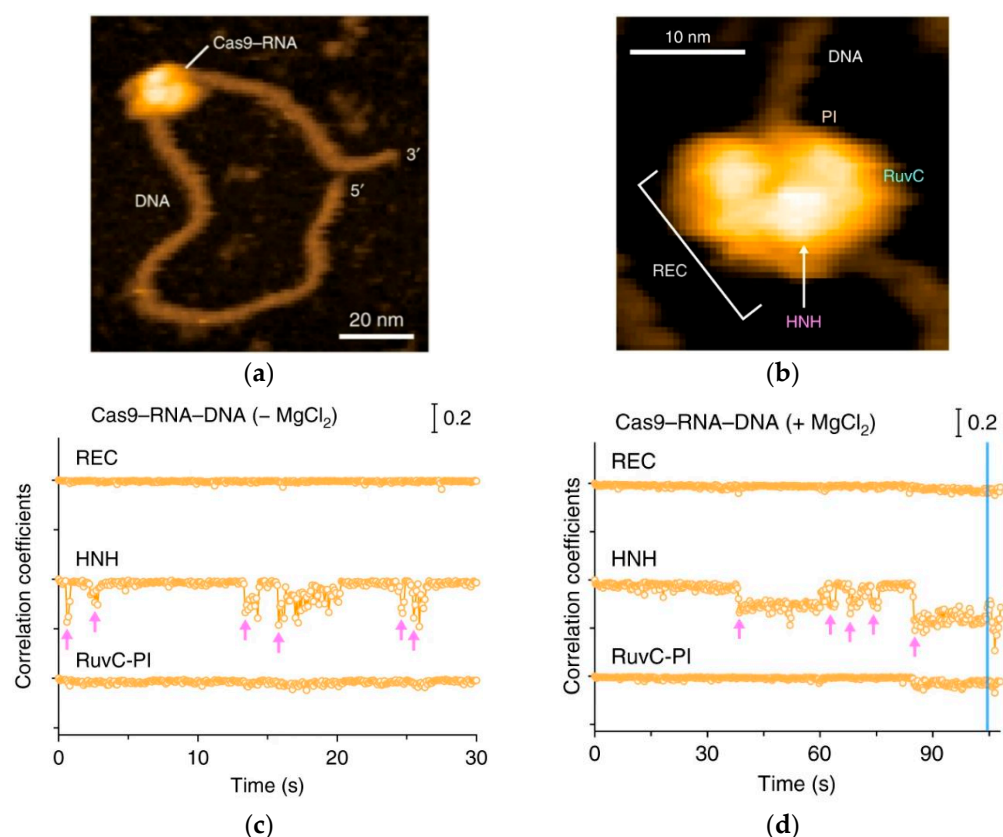 Cas9–RNA
3′
5′
DNA
20 nm
(a)
10 nm
DNA
PI
RuvC
REC
HNH
(b)
Cas9–RNA–DNA (– MgCl₂)
0.2
REC
HNH
RuvC-PI
Correlation coefficients
0 10 20 30
Time (s)
(c)
Cas9–RNA–DNA (+ MgCl₂)
0.2
REC
HNH
RuvC-PI
Correlation coefficients
0 30 60 90
Time (s)
(d)